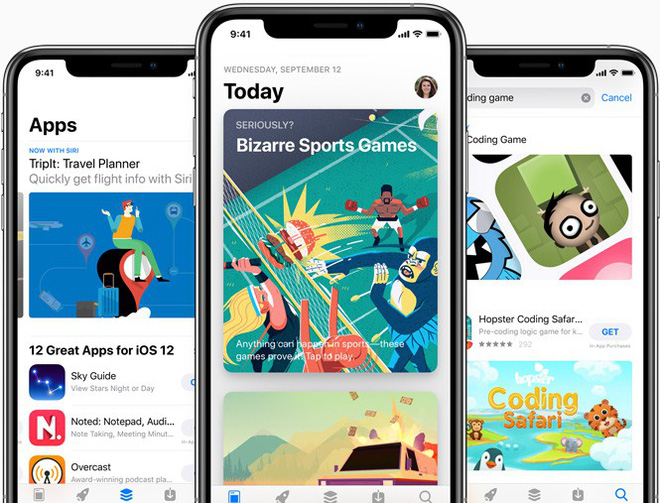 9:41
Apps
NOW WITH SIRI
TripIt: Travel Planner
Quickly get flight info with Siri
12 Great Apps for iOS 12
Sky Guide
View Stars Night or Day
Noted: Notepad, Audi...
Note Taking, Meeting Minut...
Overcast
Award-winning podcast pla...
9:41
WEDNESDAY, SEPTEMBER 12
Today
SERIOUSLY?
Bizarre Sports Games
Anything can happen in sports—these
games prove it. Tap to play.
9:41
ding game
Cancel
Coding Game
Hopster Coding Safar...
Pre-coding logic game for k...
292
GET
In-App Purchases
hopster
Coding
Safari